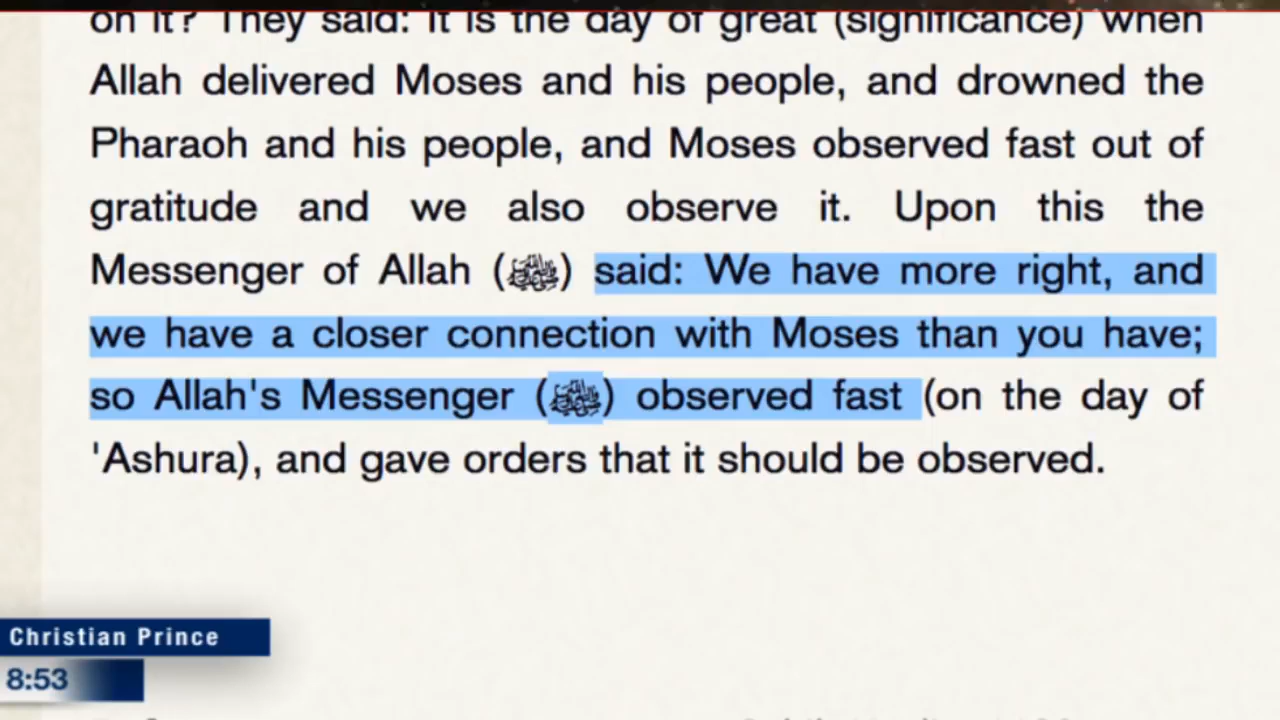 on it? They said: It is the day of great (significance) when
Allah delivered Moses and his people, and drowned the
Pharaoh and his people, and Moses observed fast out of
gratitude and we also observe it. Upon this the
Messenger of Allah (ﷺ) said: We have more right, and
we have a closer connection with Moses than you have;
so Allah's Messenger (ﷺ) observed fast (on the day of
'Ashura), and gave orders that it should be observed.
Christian Prince
8:53